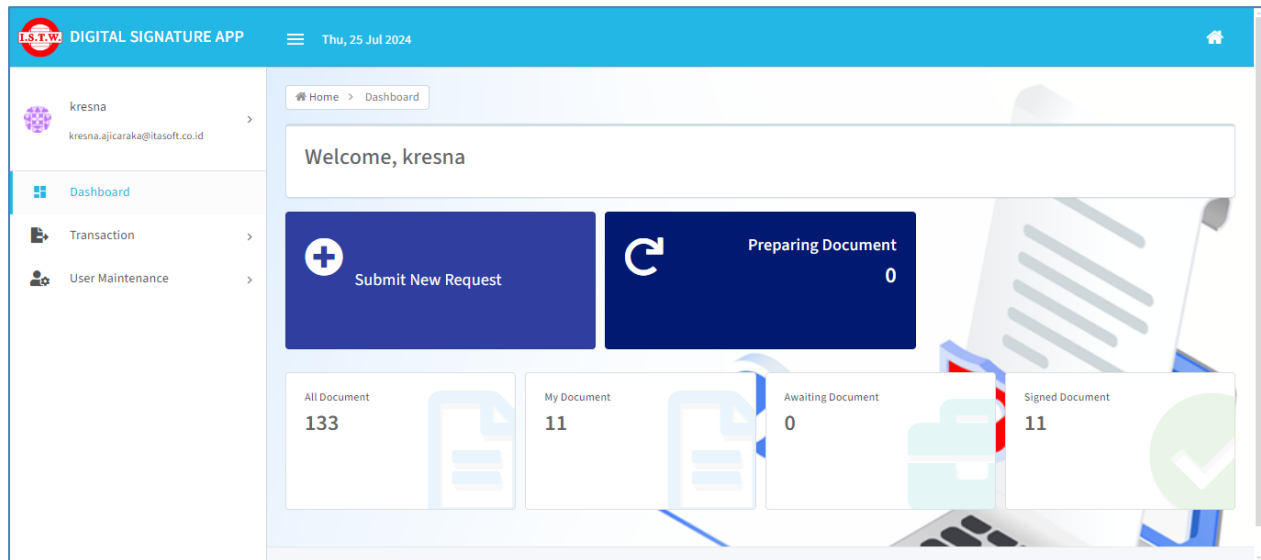 I.S.T.W. DIGITAL SIGNATURE APP
Thu, 25 Jul 2024
kresna
kresna.ajicaraka@itasoft.co.id
Dashboard
Transaction
User Maintenance
Home > Dashboard
Welcome, kresna
Submit New Request
Preparing Document
0
All Document
133
My Document
11
Awaiting Document
0
Signed Document
11